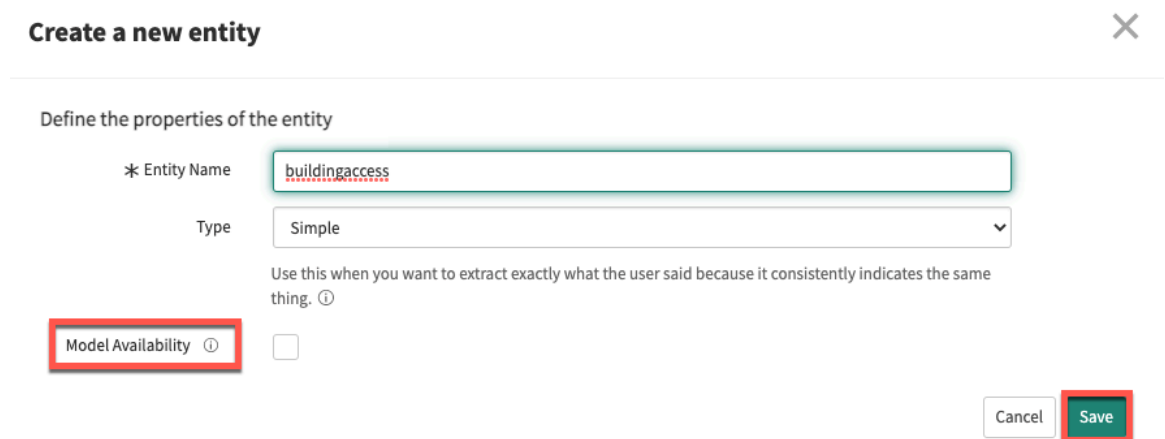 Create a new entity
Define the properties of the entity
* Entity Name
buildingaccess
Type
Simple
Use this when you want to extract exactly what the user said because it consistently indicates the same
thing.
Model Availability
Cancel
Save